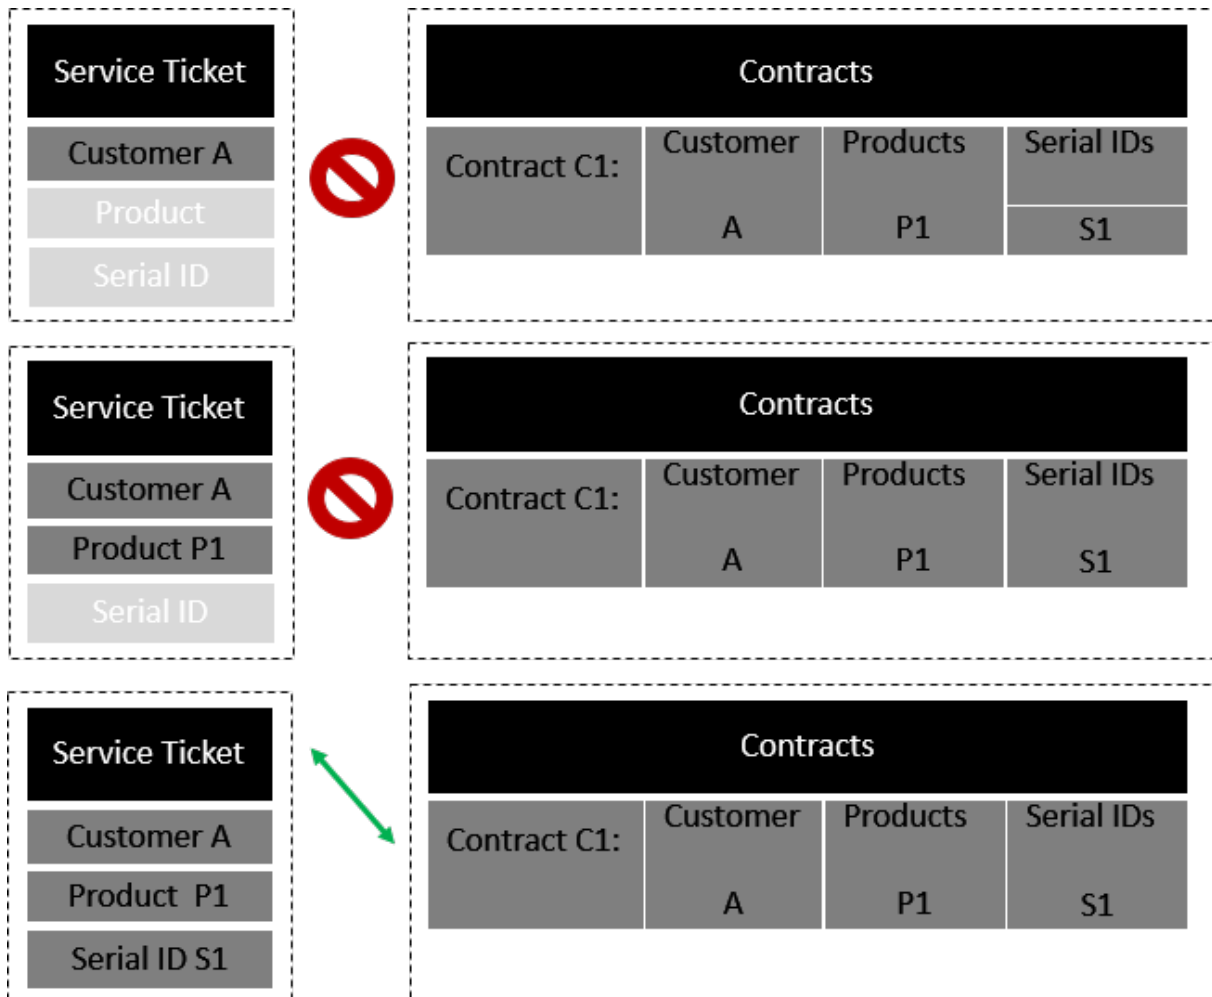 Service Ticket
Customer A
Product
Serial ID
Contracts
Contract C1:
Customer
Products
Serial IDs
A
P1
S1
Service Ticket
Customer A
Product P1
Serial ID
Contracts
Contract C1:
Customer
Products
Serial IDs
A
P1
S1
Service Ticket
Customer A
Product P1
Serial ID S1
Contracts
Contract C1:
Customer
Products
Serial IDs
A
P1
S1